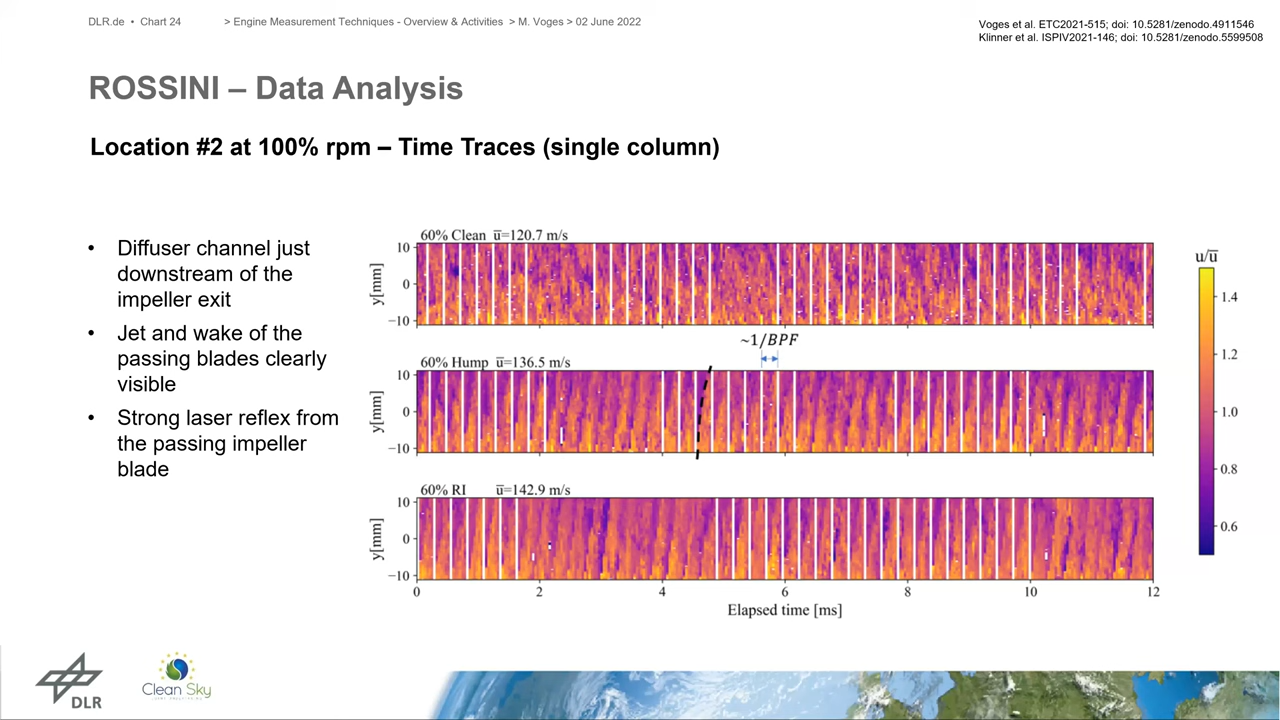 DLR.de • Chart 24 > Engine Measurement Techniques - Overview & Activities > M. Voges > 02 June 2022
Voges et al. ETC2021-515; doi: 10.5281/zenodo.4911546
Klinner et al. ISPIV2021-146; doi: 10.5281/zenodo.5599508
ROSSINI – Data Analysis
Location #2 at 100% rpm – Time Traces (single column)
• Diffuser channel just
downstream of the
impeller exit
• Jet and wake of the
passing blades clearly
visible
• Strong laser reflex from
the passing impeller
blade
60% Clean u̅=120.7 m/s
10
0
−10
y[mm]
~1/BPF
60% Hump u̅=136.5 m/s
10
0
−10
y[mm]
60% RI u̅=142.9 m/s
10
0
−10
y[mm]
0 2 4 6 8 10 12
Elapsed time [ms]
u/u̅
1.4
1.2
1.0
0.8
0.6
DLR
Clean Sky